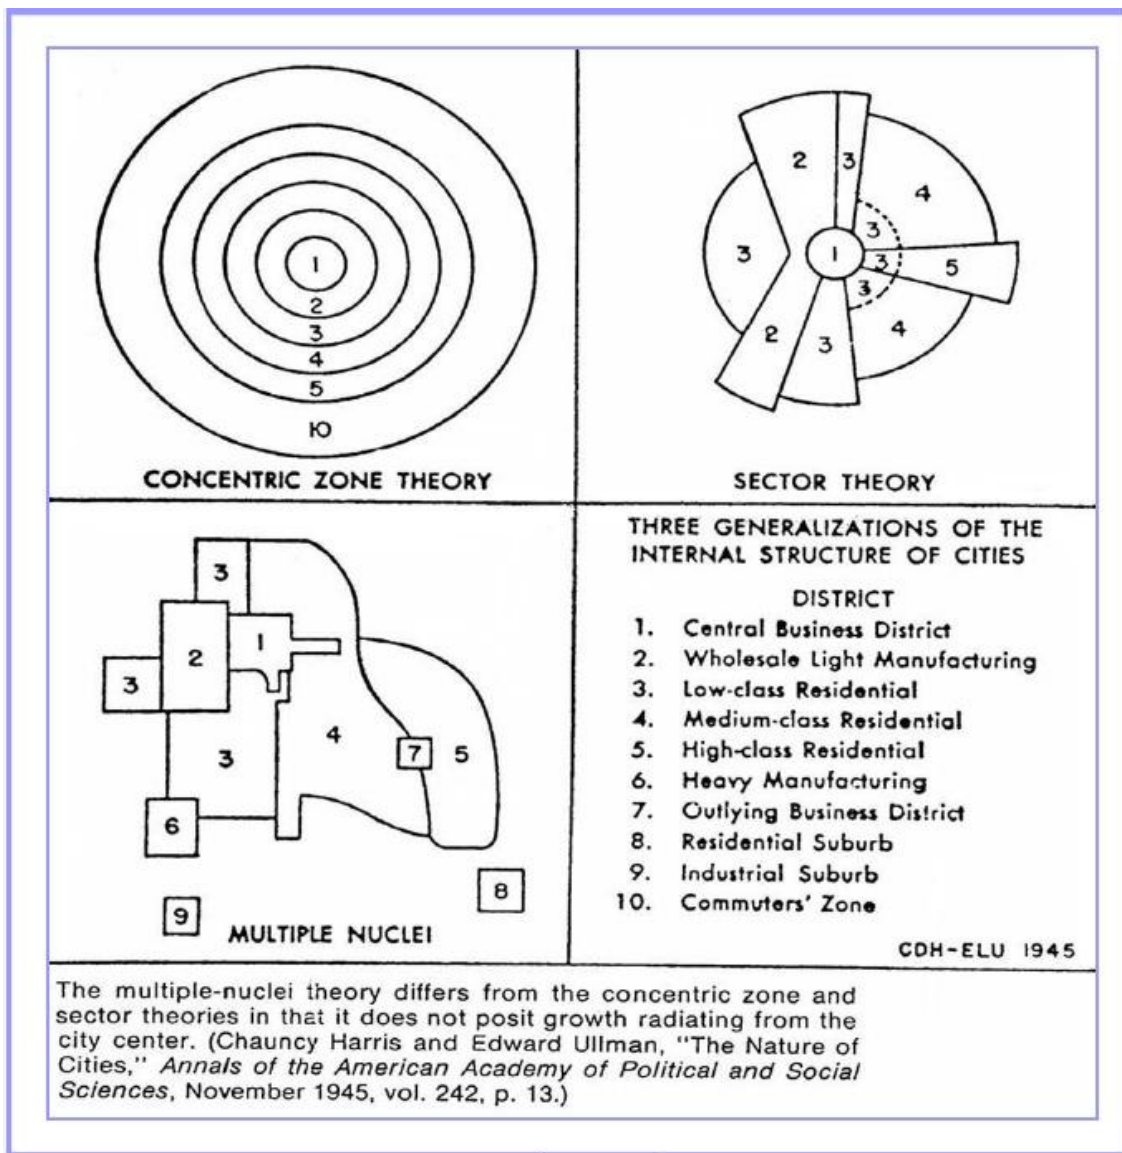 1
2
3
4
5
10
CONCENTRIC ZONE THEORY
2
3
4
3
3
1
3
5
3
2
3
4
SECTOR THEORY
3
1
2
3
4
3
7
5
6
8
9
MULTIPLE NUCLEI
THREE GENERALIZATIONS OF THE
INTERNAL STRUCTURE OF CITIES
DISTRICT
1. Central Business District
2. Wholesale Light Manufacturing
3. Low-class Residential
4. Medium-class Residential
5. High-class Residential
6. Heavy Manufacturing
7. Outlying Business District
8. Residential Suburb
9. Industrial Suburb
10. Commuters' Zone
CDH-ELU 1945
The multiple-nuclei theory differs from the concentric zone and
sector theories in that it does not posit growth radiating from the
city center. (Chauncy Harris and Edward Ullman, "The Nature of
Cities," Annals of the American Academy of Political and Social
Sciences, November 1945, vol. 242, p. 13.)